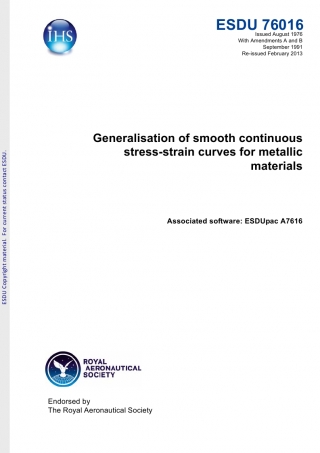 IHS
ESDU 76016
Issued August 1976
With Amendments A and B
September 1991
Re-issued February 2013
Generalisation of smooth continuous
stress-strain curves for metallic
materials
Associated software: ESDUpac A7616
ESDU Copyright material. For current status contact ESDU.
ROYAL
AERONAUTICAL
SOCIETY
Endorsed by
The Royal Aeronautical Society